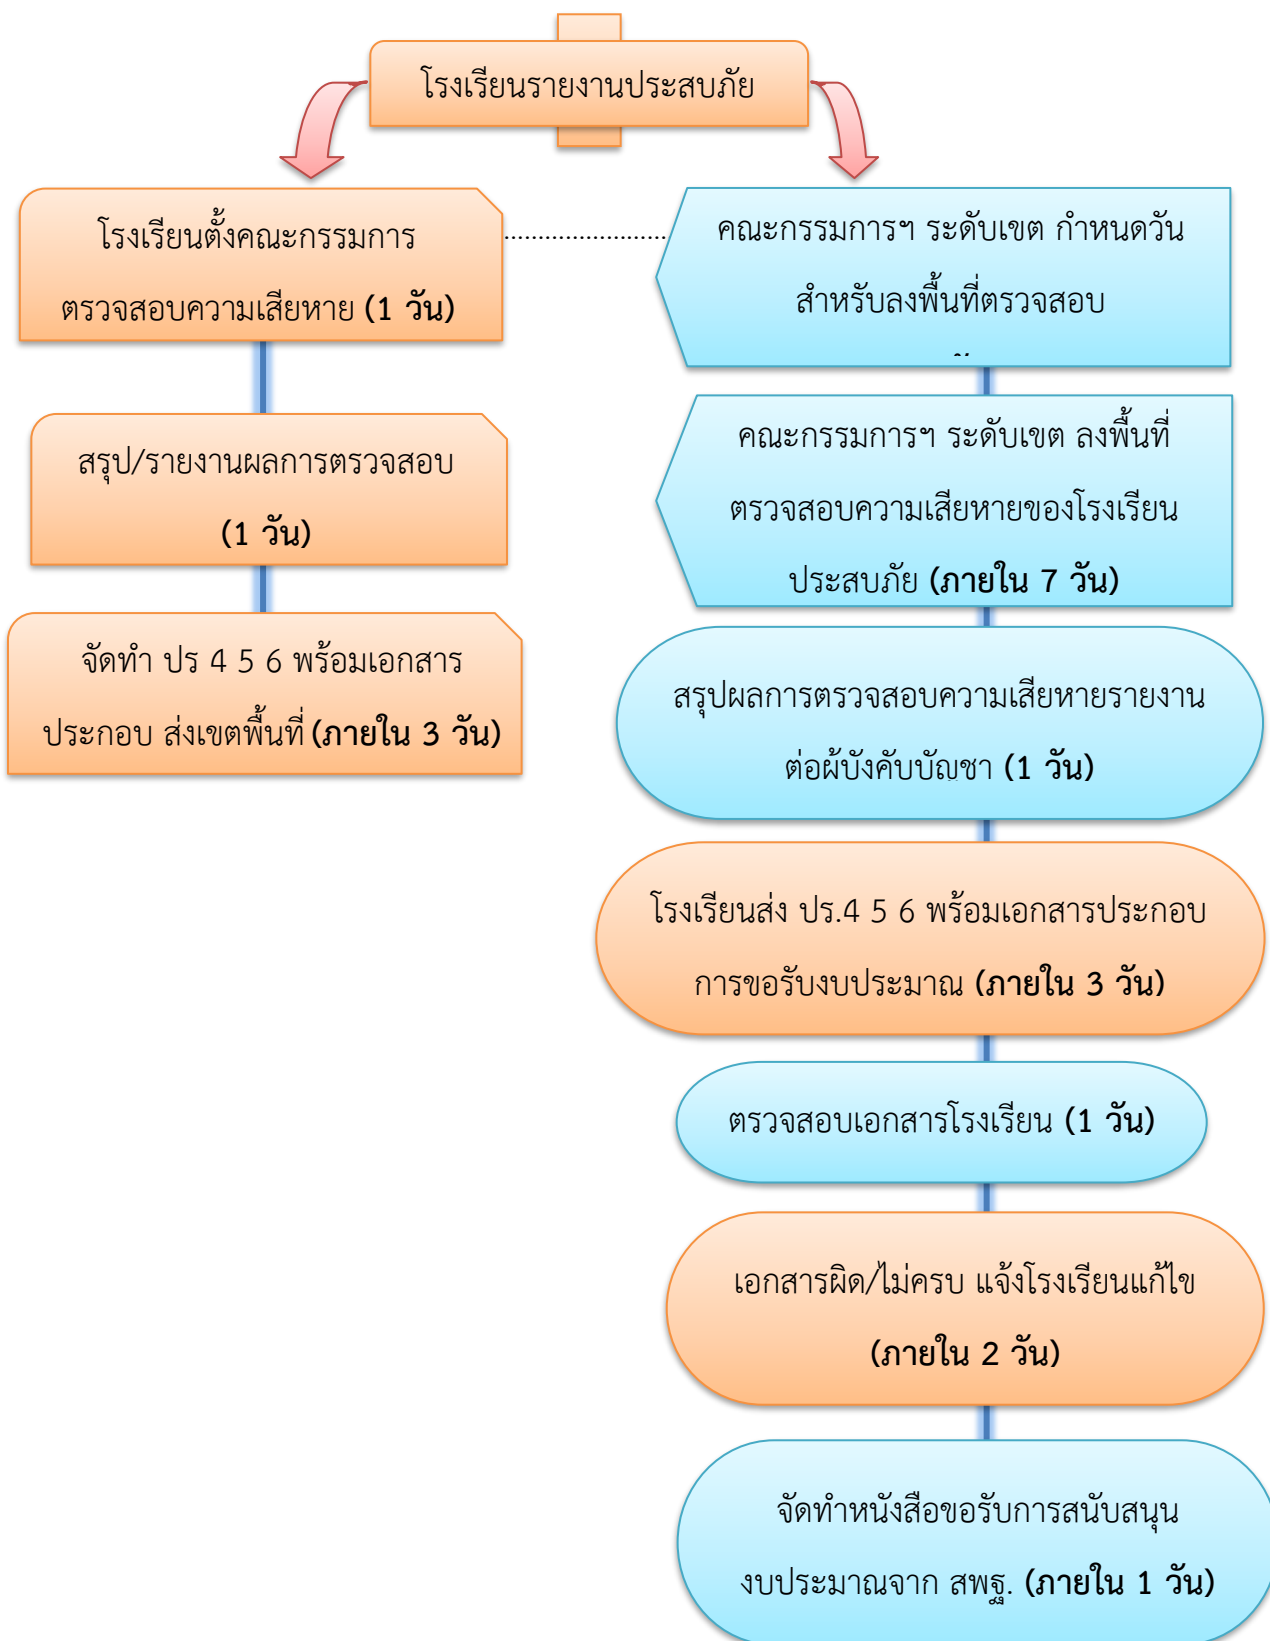 โรงเรียนรายงานประสบภัย
โรงเรียนตั้งคณะกรรมการ
ตรวจสอบความเสียหาย (1 วัน)
สรุป/รายงานผลการตรวจสอบ
(1 วัน)
จัดทำ ปร 4 5 6 พร้อมเอกสาร
ประกอบ ส่งเขตพื้นที่ (ภายใน 3 วัน)
คณะกรรมการฯ ระดับเขต กำหนดวัน
สำหรับลงพื้นที่ตรวจสอบ
คณะกรรมการฯ ระดับเขต ลงพื้นที่
ตรวจสอบความเสียหายของโรงเรียน
ประสบภัย (ภายใน 7 วัน)
สรุปผลการตรวจสอบความเสียหายรายงาน
ต่อผู้บังคับบัญชา (1 วัน)
โรงเรียนส่ง ปร.4 5 6 พร้อมเอกสารประกอบ
การขอรับงบประมาณ (ภายใน 3 วัน)
ตรวจสอบเอกสารโรงเรียน (1 วัน)
เอกสารผิด/ไม่ครบ แจ้งโรงเรียนแก้ไข
(ภายใน 2 วัน)
จัดทำหนังสือขอรับการสนับสนุน
งบประมาณจาก สพฐ. (ภายใน 1 วัน)